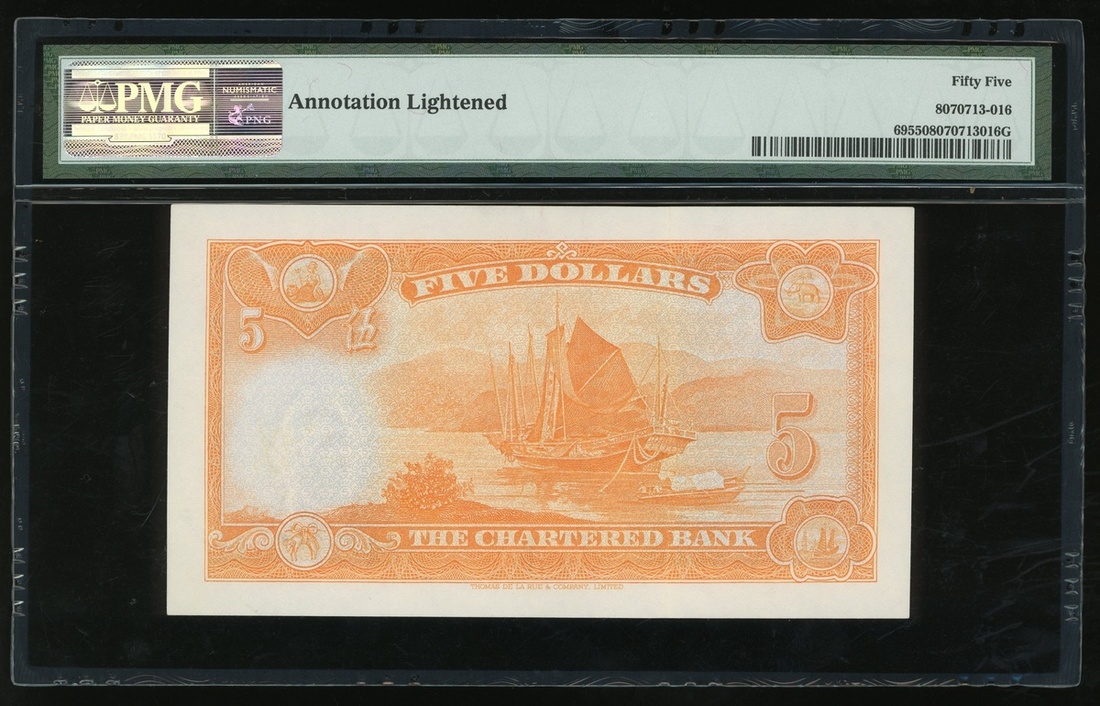 PMG
PAPER MONEY GUARANTY
NUMISMATIC
PNG
Annotation Lightened
Fifty Five
8070713-016
695508070713016G
FIVE DOLLARS
5
伍
5
THE CHARTERED BANK
THOMAS DE LA RUE & COMPANY, LIMITED